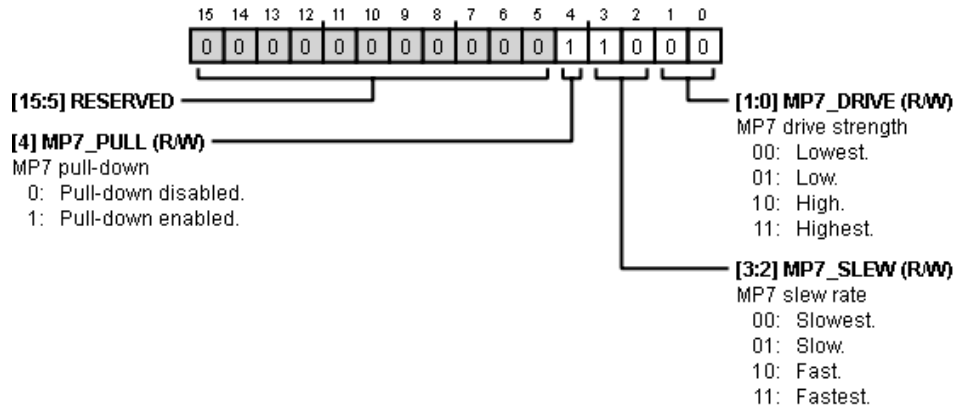 15 14 13 12 11 10 9 8 7 6 5 4 3 2 1 0
0 0 0 0 0 0 0 0 0 0 0 1 1 0 0 0
[15:5] RESERVED
[4] MP7_PULL (R/W)
MP7 pull-down
0: Pull-down disabled.
1: Pull-down enabled.
[1:0] MP7_DRIVE (R/W)
MP7 drive strength
00: Lowest.
01: Low.
10: High.
11: Highest.
[3:2] MP7_SLEW (R/W)
MP7 slew rate
00: Slowest.
01: Slow.
10: Fast.
11: Fastest.